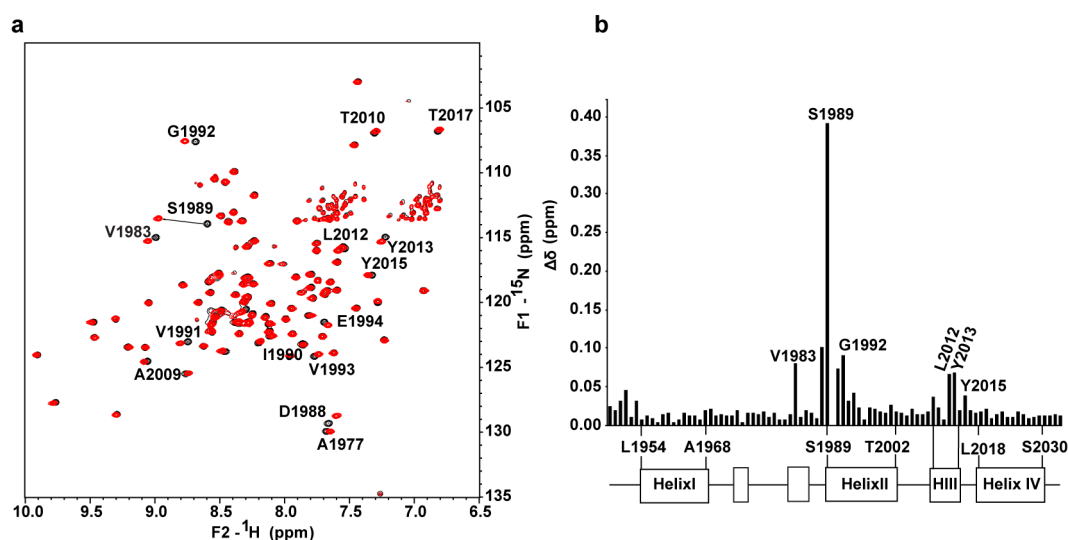 a
b
105
110
115
120
125
130
135
F1 - ¹⁵N (ppm)
10.0 9.5 9.0 8.5 8.0 7.5 7.0 6.5
F2 - ¹H (ppm)
T2010
T2017
G1992
S1989
V1983
L2012
Y2013
Y2015
E1994
V1991
I1990
V1993
A2009
D1988
A1977
0.40
0.35
0.30
0.25
0.20
0.15
0.10
0.05
0.00
Δδ (ppm)
S1989
V1983
G1992
L2012
Y2013
Y2015
L1954 A1968 S1989 T2002 L2018 S2030
HelixI HelixII HIII Helix IV